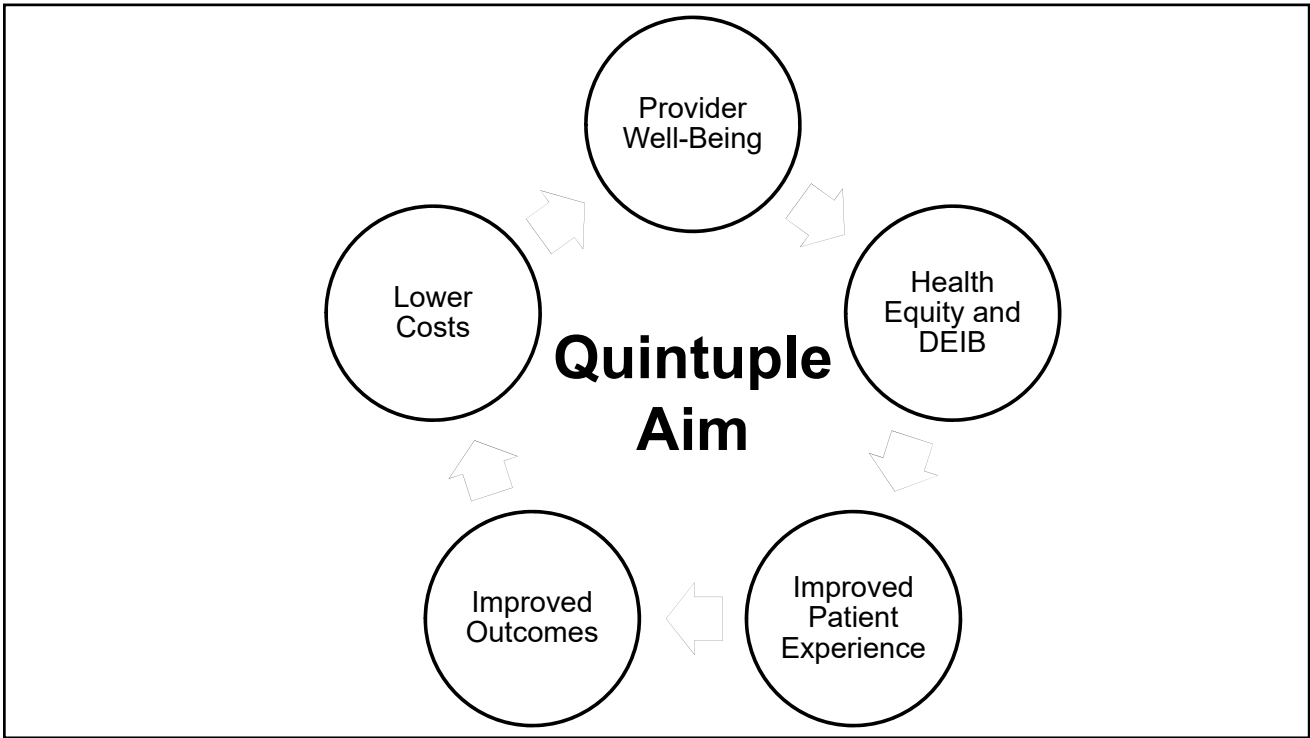 Provider
Well-Being
Health
Equity and
DEIB
Improved
Patient
Experience
Improved
Outcomes
Lower
Costs
Quintuple
Aim